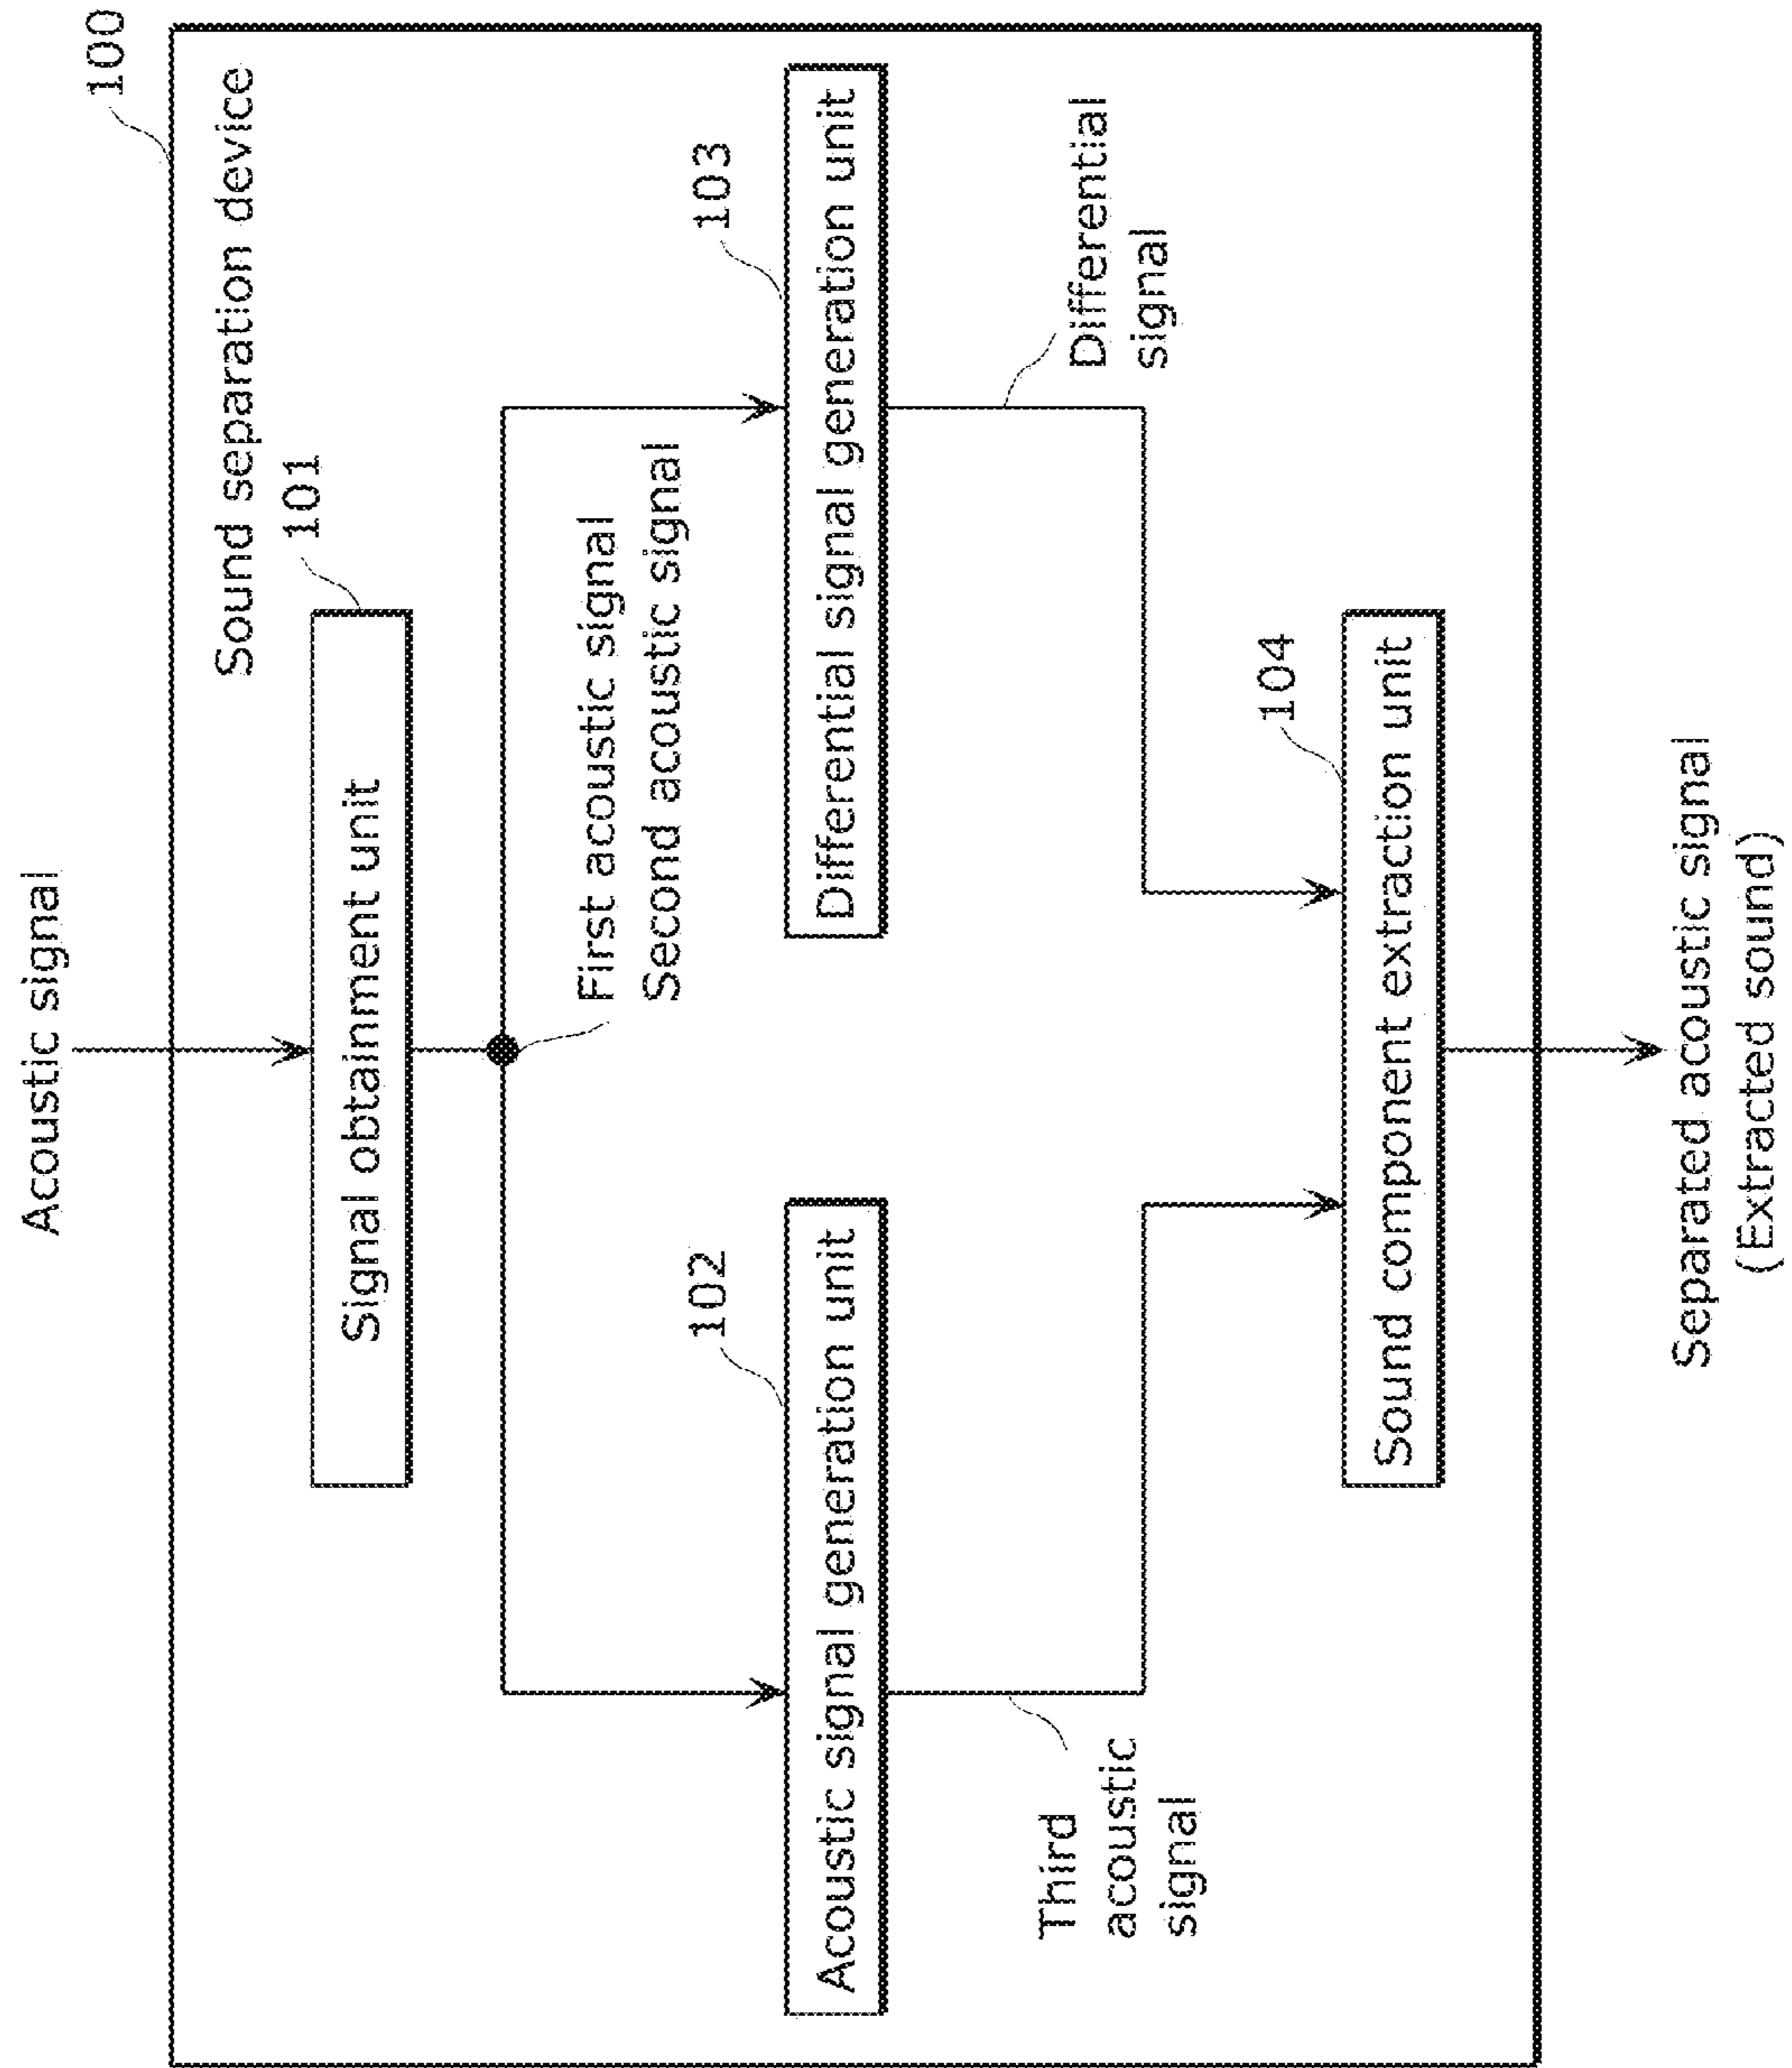 Acoustic signal
100
Sound separation device
101
Signal obtainment unit
First acoustic signal
Second acoustic signal
102
103
Acoustic signal generation unit
Differential signal generation unit
Third
acoustic
signal
Differential
signal
104
Sound component extraction unit
Separated acoustic signal
(Extracted sound)